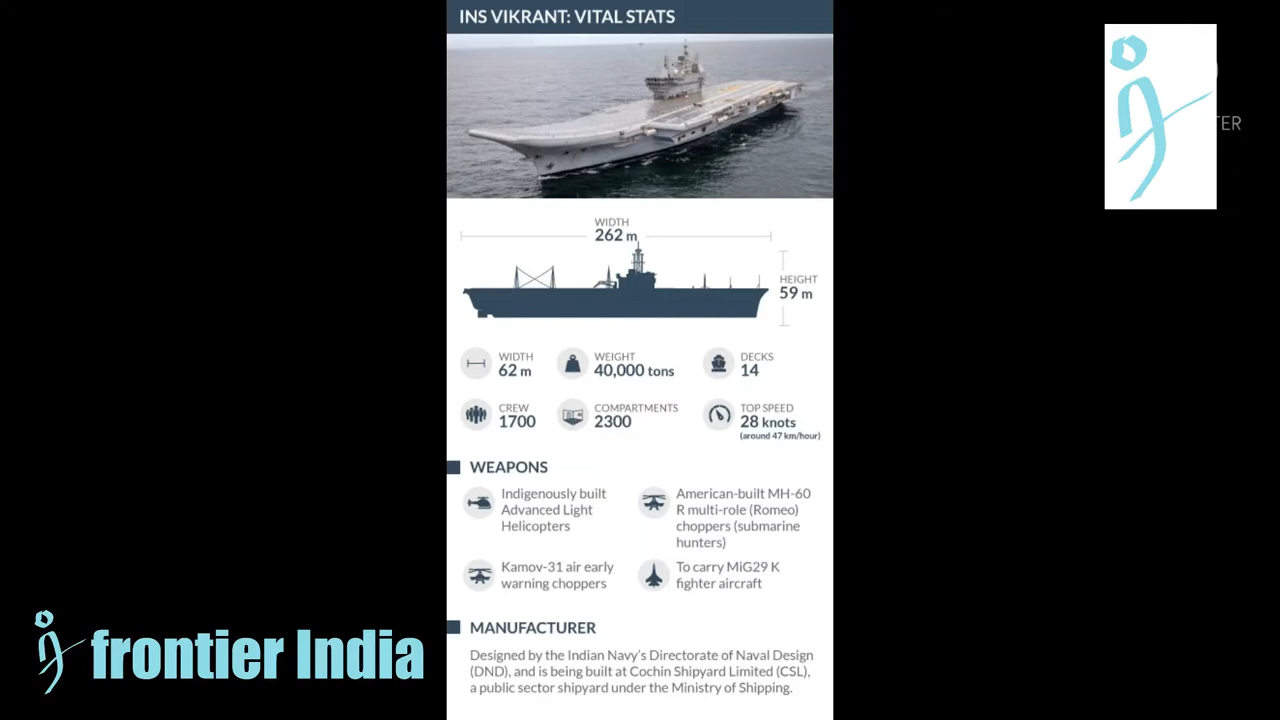 INS VIKRANT: VITAL STATS
TER
WIDTH
262 m
HEIGHT
59 m
WIDTH
62 m
WEIGHT
40,000 tons
DECKS
14
CREW
1700
COMPARTMENTS
2300
TOP SPEED
28 knots
(around 47 km/hour)
WEAPONS
Indigenously built
Advanced Light
Helicopters
American-built MH-60
R multi-role (Romeo)
choppers (submarine
hunters)
Kamov-31 air early
warning choppers
To carry MiG29 K
fighter aircraft
MANUFACTURER
Designed by the Indian Navy's Directorate of Naval Design
(DND), and is being built at Cochin Shipyard Limited (CSL),
a public sector shipyard under the Ministry of Shipping.
frontier India